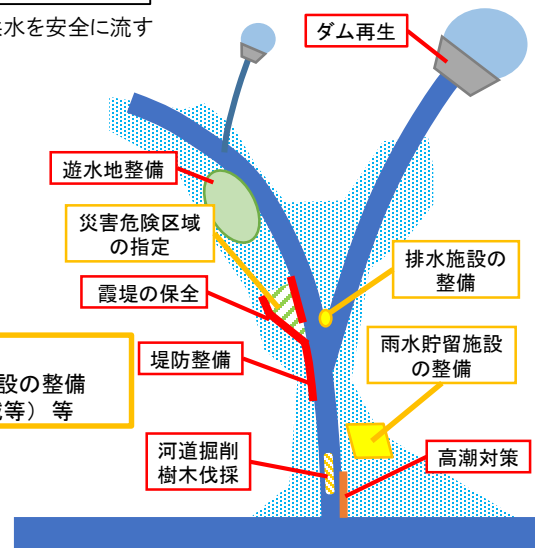 水を安全に流す
ダム再生
遊水地整備
災害危険区域
の指定
排水施設の
整備
霞堤の保全
雨水貯留施設
の整備
堤防整備
設の整備
等）等
河道掘削
樹木伐採
高潮対策